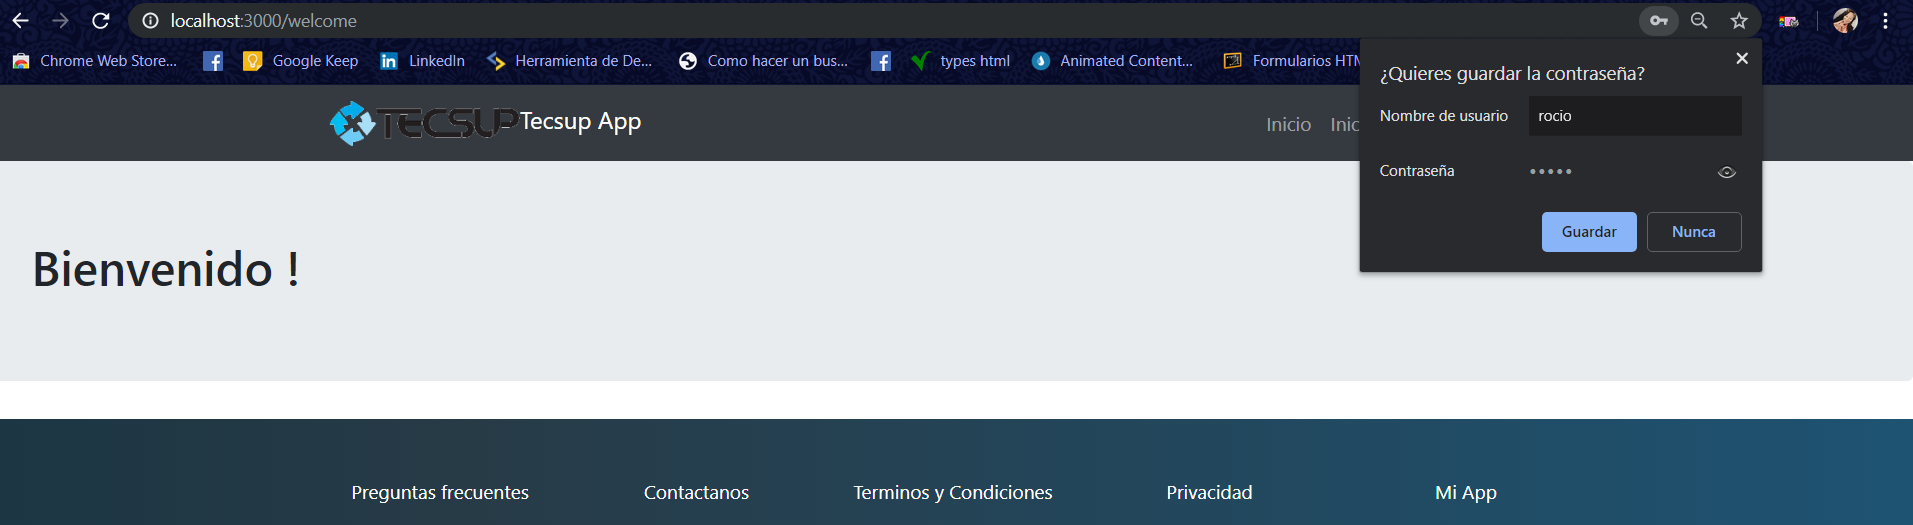 localhost:3000/welcome
Chrome Web Store... Google Keep LinkedIn Herramienta de De... Como hacer un bus... types html Animated Content... Formularios HTM
¿Quieres guardar la contraseña?
Nombre de usuario rocio
Contraseña •••••
Guardar Nunca
TECSUP Tecsup App Inicio Inic
Bienvenido !
Preguntas frecuentes Contactanos Terminos y Condiciones Privacidad Mi App